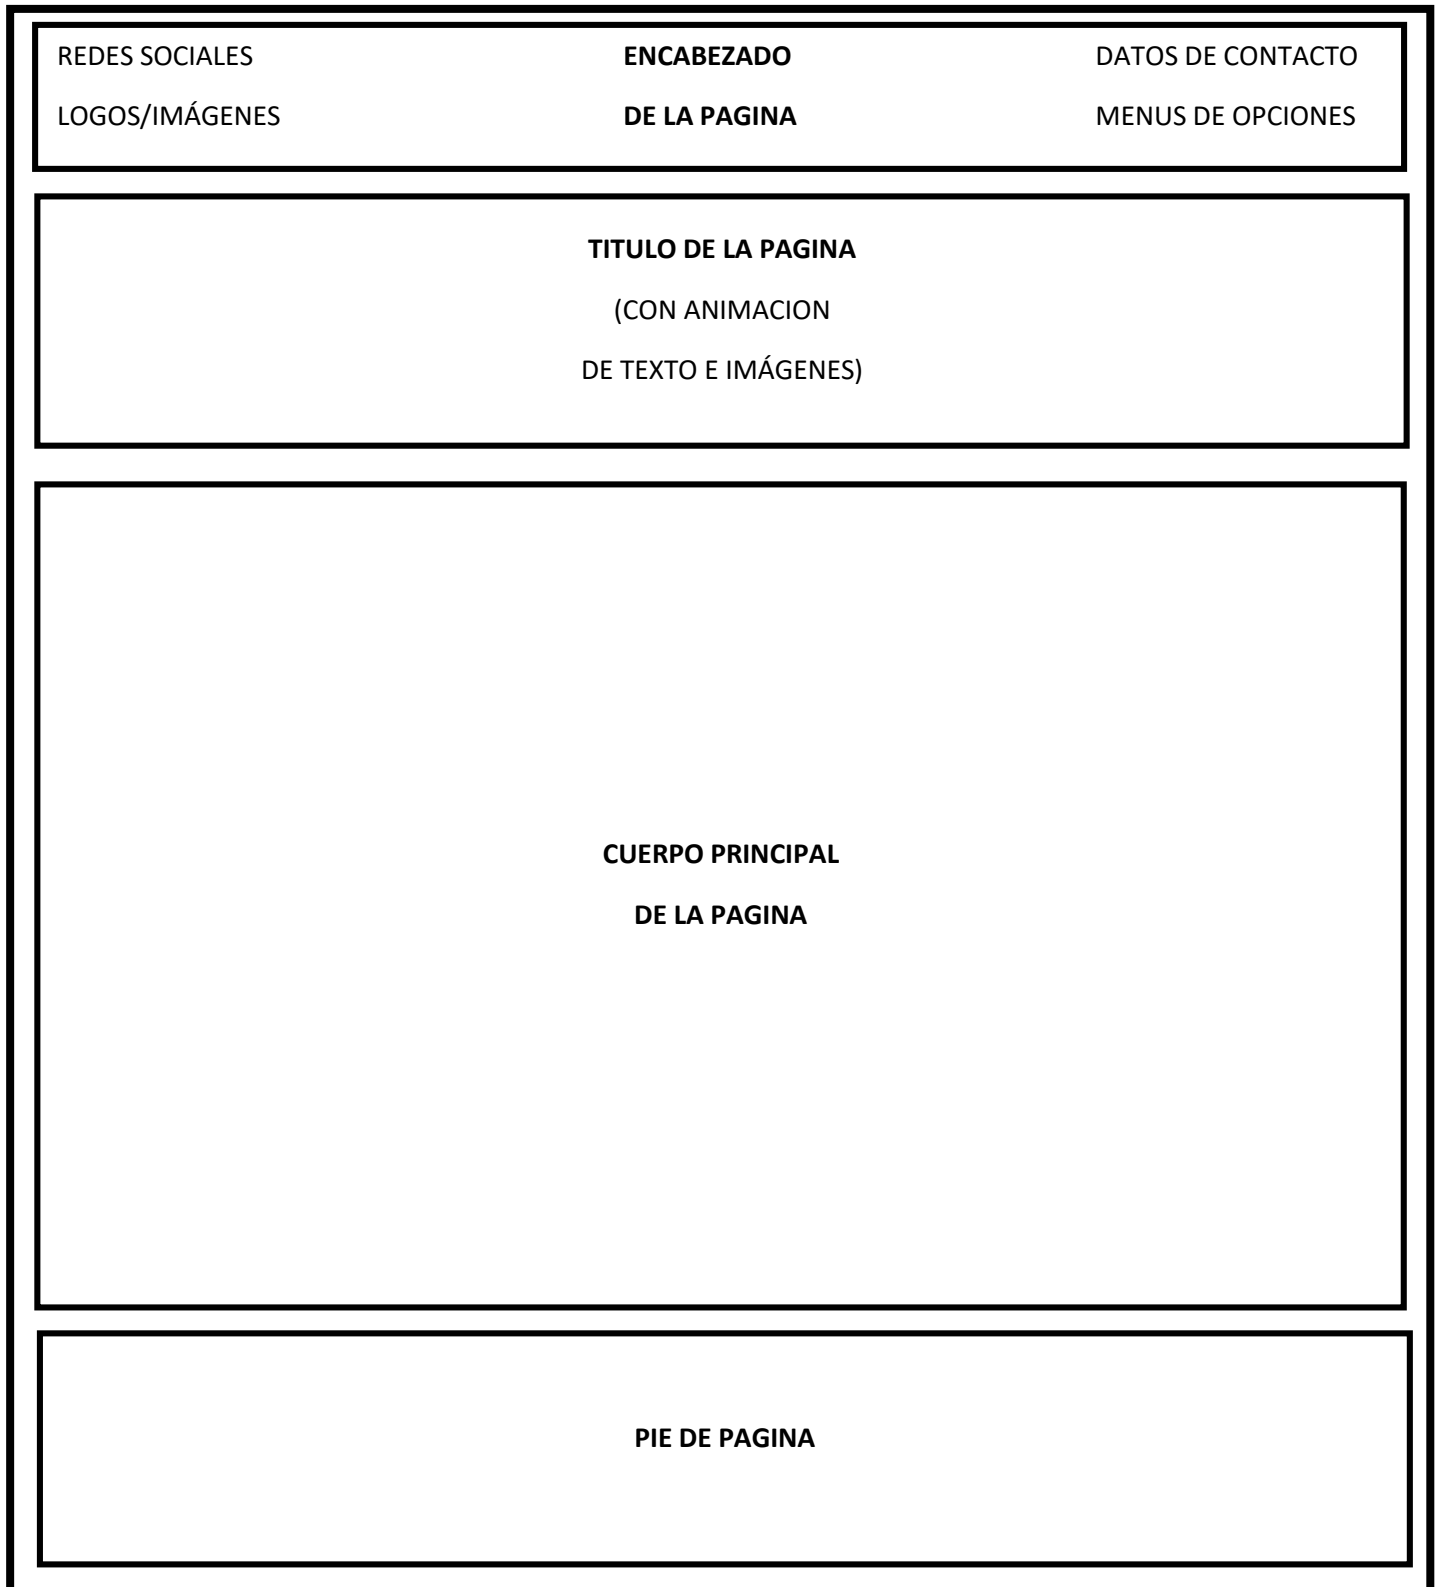 REDES SOCIALES ENCABEZADO DATOS DE CONTACTO
LOGOS/IMÁGENES DE LA PAGINA MENUS DE OPCIONES
TITULO DE LA PAGINA
(CON ANIMACION
DE TEXTO E IMÁGENES)
CUERPO PRINCIPAL
DE LA PAGINA
PIE DE PAGINA